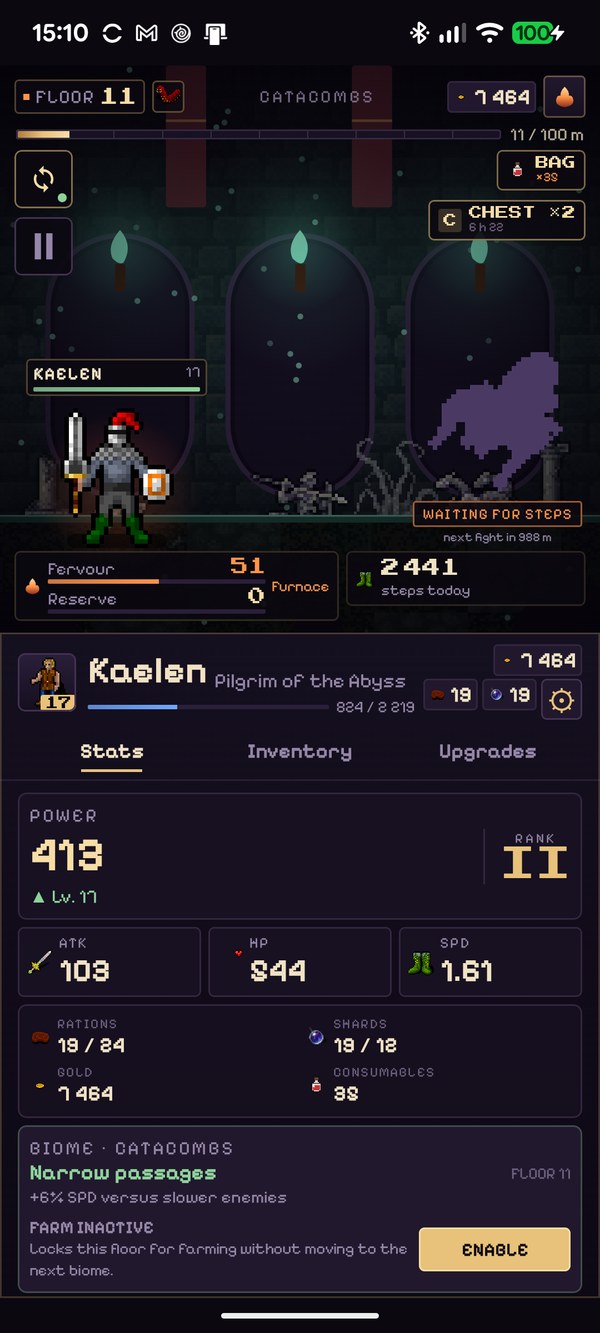 15:10
100
FLOOR 11
CATACOMBS
7 464
11 / 100 m
BAG
×38
C
CHEST ×2
6 h 22
KAELEN 17
WAITING FOR STEPS
next fight in 988 m
Fervour 51
Furnace
Reserve 0
2 441
steps today
7 464
Kaelen Pilgrim of the Abyss
17
824 / 2 219
19
19
Stats Inventory Upgrades
POWER
413
Lv. 17
RANK
II
ATK
103
HP
844
SPD
1.61
RATIONS
19 / 24
SHARDS
19 / 12
GOLD
7 464
CONSUMABLES
38
BIOME · CATACOMBS
Narrow passages
FLOOR 11
+6% SPD versus slower enemies
FARM INACTIVE
Locks this floor for farming without moving to the
next biome.
ENABLE